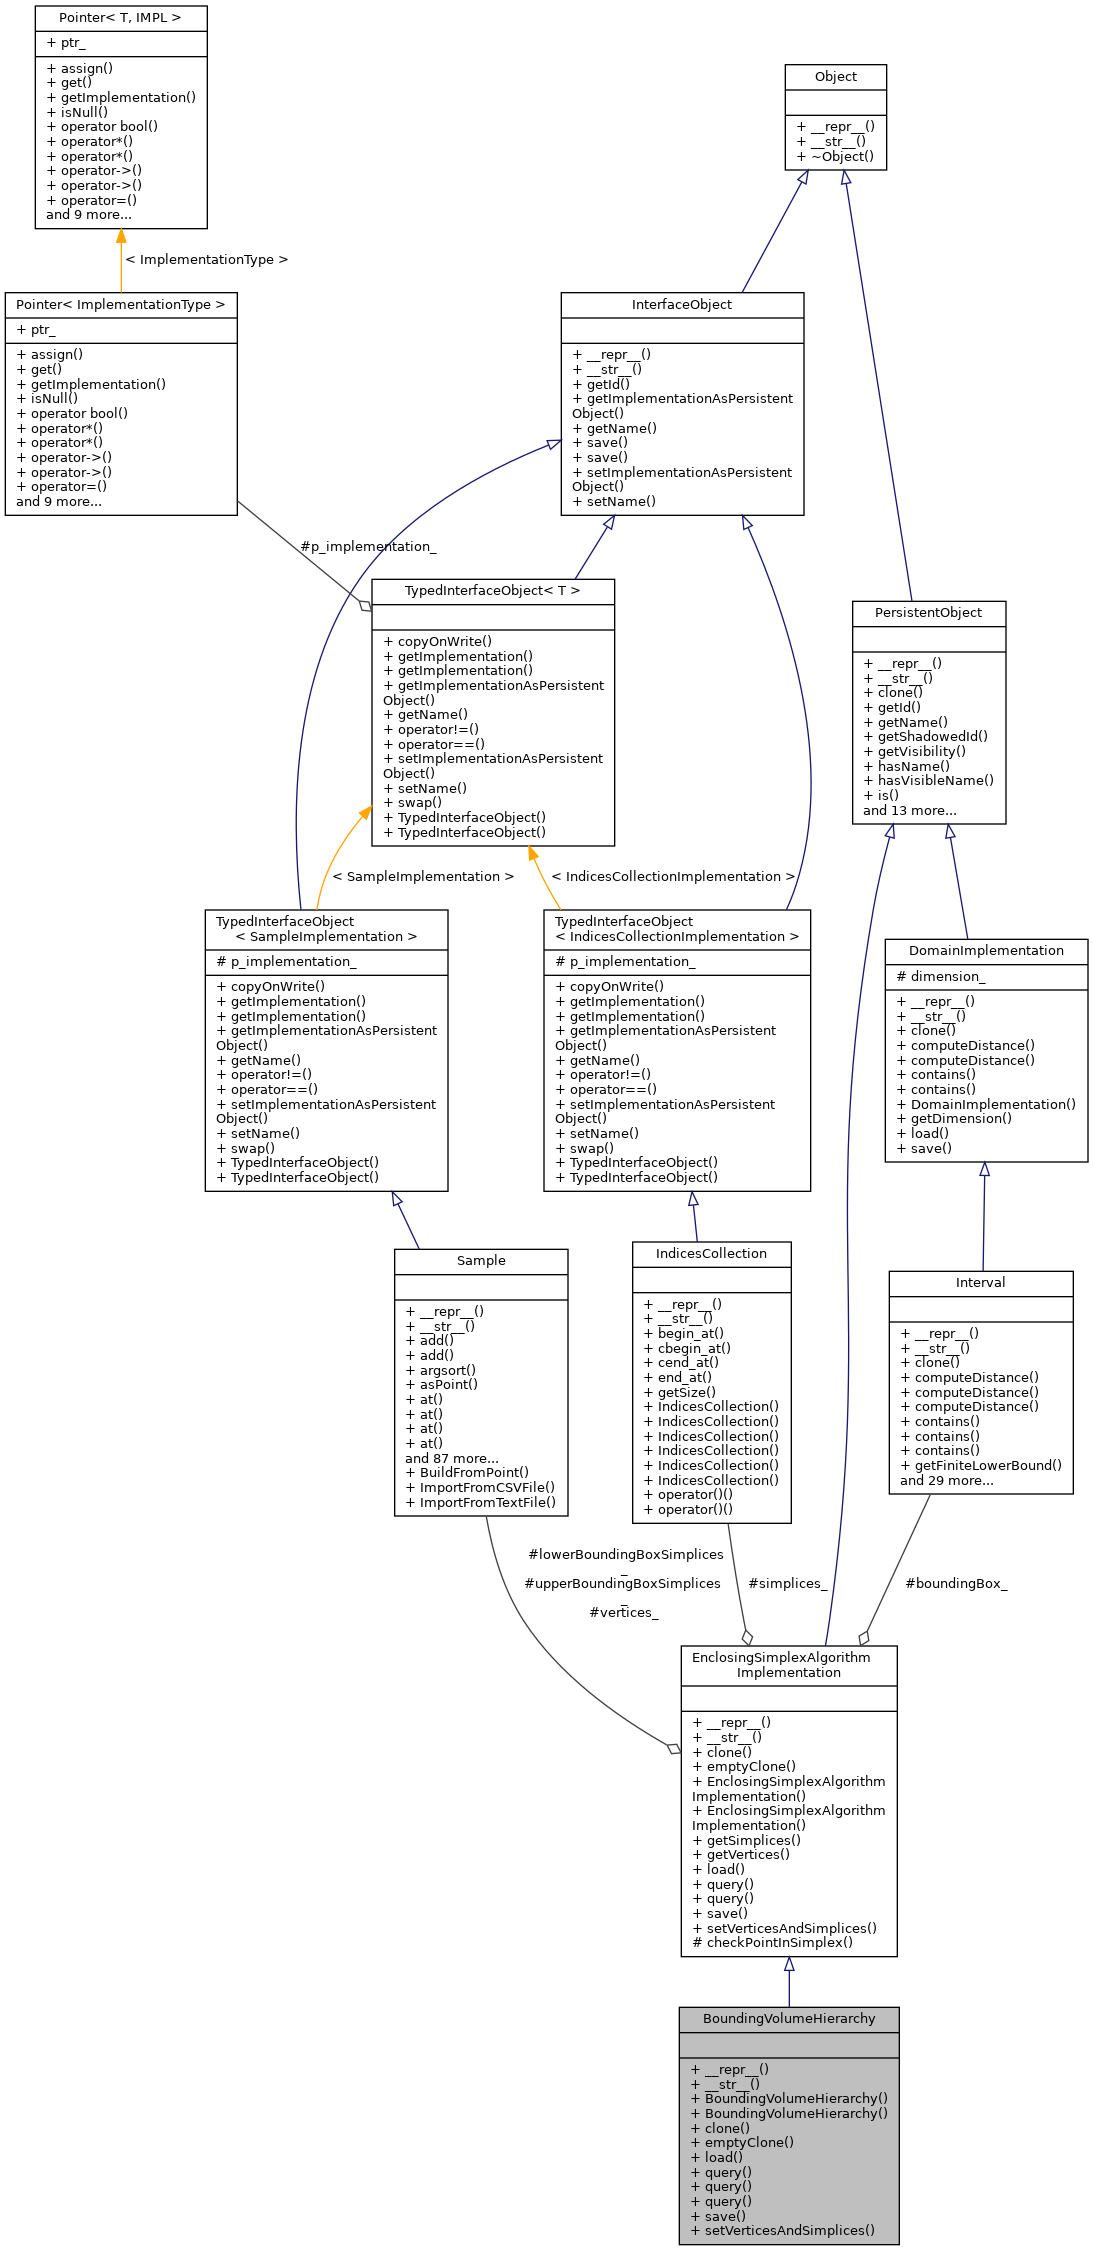 Pointer< T, IMPL >
+ ptr_
+ assign()
+ get()
+ getImplementation()
+ isNull()
+ operator bool()
+ operator*()
+ operator*()
+ operator->()
+ operator->()
+ operator=()
and 9 more...
Object
+ __repr__()
+ __str__()
+ ~Object()
< ImplementationType >
Pointer< ImplementationType >
+ ptr_
+ assign()
+ get()
+ getImplementation()
+ isNull()
+ operator bool()
+ operator*()
+ operator*()
+ operator->()
+ operator->()
+ operator=()
and 9 more...
InterfaceObject
+ __repr__()
+ __str__()
+ getId()
+ getImplementationAsPersistent
Object()
+ getName()
+ save()
+ save()
+ setImplementationAsPersistent
Object()
+ setName()
#p_implementation_
TypedInterfaceObject< T >
+ copyOnWrite()
+ getImplementation()
+ getImplementation()
+ getImplementationAsPersistent
Object()
+ getName()
+ operator!=()
+ operator==()
+ setImplementationAsPersistent
Object()
+ setName()
+ swap()
+ TypedInterfaceObject()
+ TypedInterfaceObject()
PersistentObject
+ __repr__()
+ __str__()
+ clone()
+ getId()
+ getName()
+ getShadowedId()
+ getVisibility()
+ hasName()
+ hasVisibleName()
+ is()
and 13 more...
< SampleImplementation >
< IndicesCollectionImplementation >
TypedInterfaceObject
< SampleImplementation >
# p_implementation_
+ copyOnWrite()
+ getImplementation()
+ getImplementation()
+ getImplementationAsPersistent
Object()
+ getName()
+ operator!=()
+ operator==()
+ setImplementationAsPersistent
Object()
+ setName()
+ swap()
+ TypedInterfaceObject()
+ TypedInterfaceObject()
TypedInterfaceObject
< IndicesCollectionImplementation >
# p_implementation_
+ copyOnWrite()
+ getImplementation()
+ getImplementation()
+ getImplementationAsPersistent
Object()
+ getName()
+ operator!=()
+ operator==()
+ setImplementationAsPersistent
Object()
+ setName()
+ swap()
+ TypedInterfaceObject()
+ TypedInterfaceObject()
DomainImplementation
# dimension_
+ __repr__()
+ __str__()
+ clone()
+ computeDistance()
+ computeDistance()
+ contains()
+ contains()
+ DomainImplementation()
+ getDimension()
+ load()
+ save()
Sample
+ __repr__()
+ __str__()
+ add()
+ add()
+ argsort()
+ asPoint()
+ at()
+ at()
+ at()
+ at()
and 87 more...
+ BuildFromPoint()
+ ImportFromCSVFile()
+ ImportFromTextFile()
IndicesCollection
+ __repr__()
+ __str__()
+ begin_at()
+ cbegin_at()
+ cend_at()
+ end_at()
+ getSize()
+ IndicesCollection()
+ IndicesCollection()
+ IndicesCollection()
+ IndicesCollection()
+ IndicesCollection()
+ IndicesCollection()
+ operator()()
+ operator()()
Interval
+ __repr__()
+ __str__()
+ clone()
+ computeDistance()
+ computeDistance()
+ computeDistance()
+ contains()
+ contains()
+ contains()
+ getFiniteLowerBound()
and 29 more...
#lowerBoundingBoxSimplices
_
#upperBoundingBoxSimplices
_
#vertices_
#simplices_
#boundingBox_
EnclosingSimplexAlgorithm
Implementation
+ __repr__()
+ __str__()
+ clone()
+ emptyClone()
+ EnclosingSimplexAlgorithm
Implementation()
+ EnclosingSimplexAlgorithm
Implementation()
+ getSimplices()
+ getVertices()
+ load()
+ query()
+ query()
+ save()
+ setVerticesAndSimplices()
# checkPointInSimplex()
BoundingVolumeHierarchy
+ __repr__()
+ __str__()
+ BoundingVolumeHierarchy()
+ BoundingVolumeHierarchy()
+ clone()
+ emptyClone()
+ load()
+ query()
+ query()
+ query()
+ save()
+ setVerticesAndSimplices()